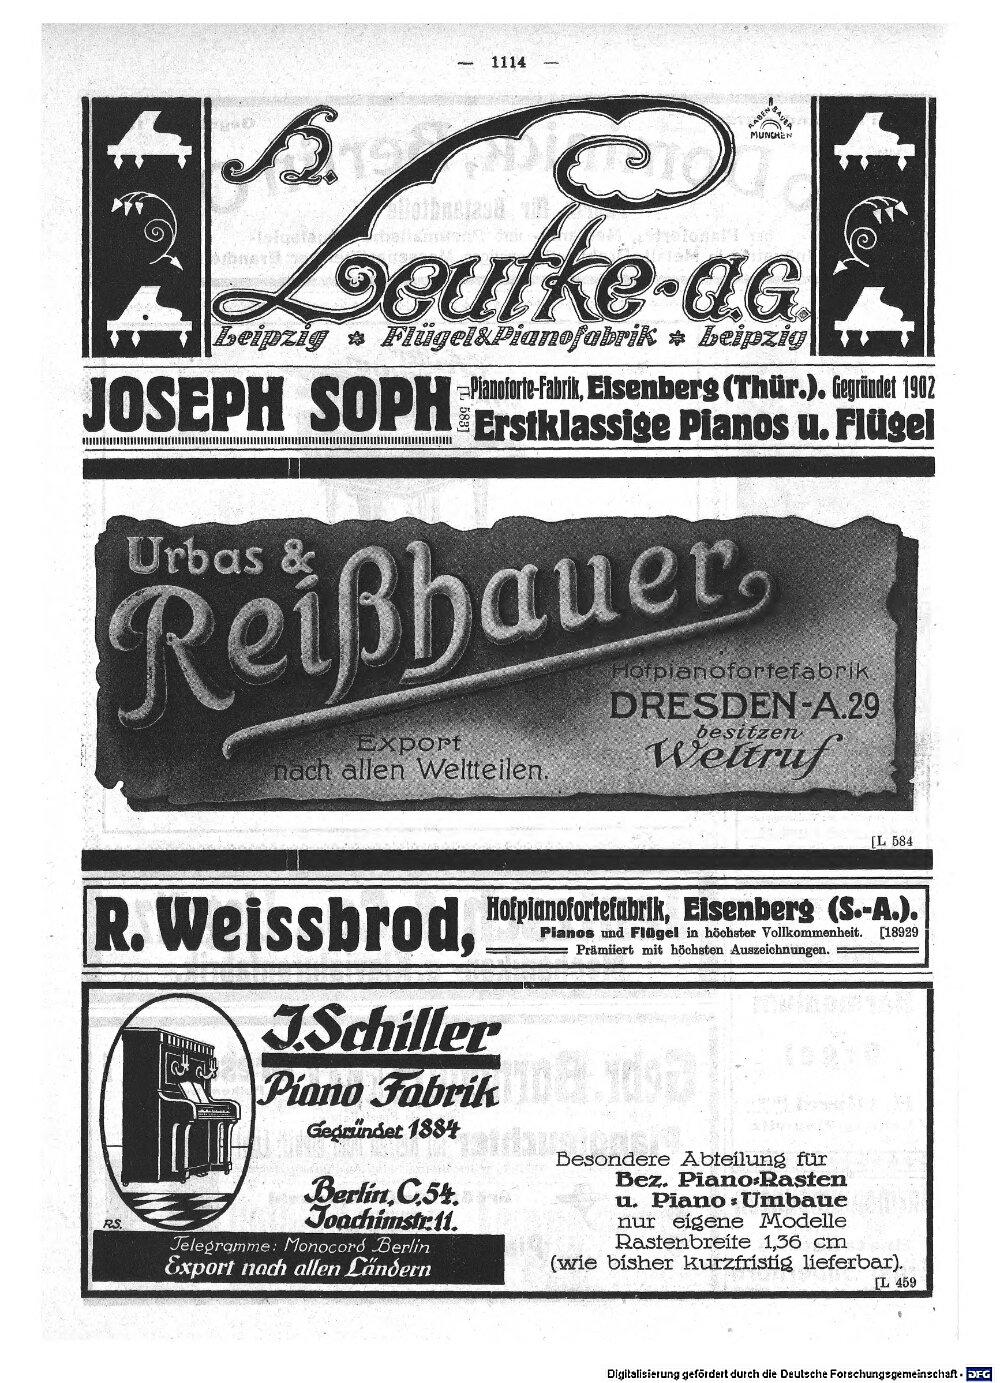 — 1114 —
RABENBAUER
MÜNCHEN
H.
Leutke-A.G.
Leipzig * Flügel & Pianofabrik * Leipzig
JOSEPH SOPH
[L 583]
Pianoforte-Fabrik, Eisenberg (Thür.). Gegründet 1902
Erstklassige Pianos u. Flügel
Urbas &
Reißhauer
Hofpianofortefabrik
DRESDEN-A.29
besitzen
Weltruf
Export
nach allen Weltteilen.
[L 584
R. Weissbrod,
Hofpianofortefabrik, Eisenberg (S.-A.).
Pianos und Flügel in höchster Vollkommenheit. [18929
Prämiiert mit höchsten Auszeichnungen.
J. Schiller
Piano Fabrik
Gegründet 1884
Berlin, C. 54.
Joachimstr. 11.
R.S.
Telegramme: Monocord Berlin
Export nach allen Ländern
Besondere Abteilung für
Bez. Piano=Rasten
u. Piano=Umbaue
nur eigene Modelle
Rastenbreite 1,36 cm
(wie bisher kurzfristig lieferbar).
[L 459
Digitalisierung gefördert durch die Deutsche Forschungsgemeinschaft - DFG